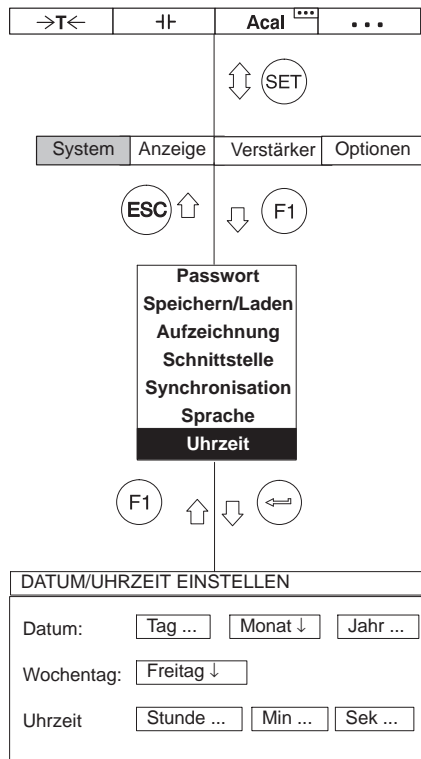 →T← ⊣⊢ Acal ...
SET
System Anzeige Verstärker Optionen
ESC F1
Passwort
Speichern/Laden
Aufzeichnung
Schnittstelle
Synchronisation
Sprache
Uhrzeit
F1
DATUM/UHRZEIT EINSTELLEN
Datum: Tag ... Monat ↓ Jahr ...
Wochentag: Freitag ↓
Uhrzeit Stunde ... Min ... Sek ...